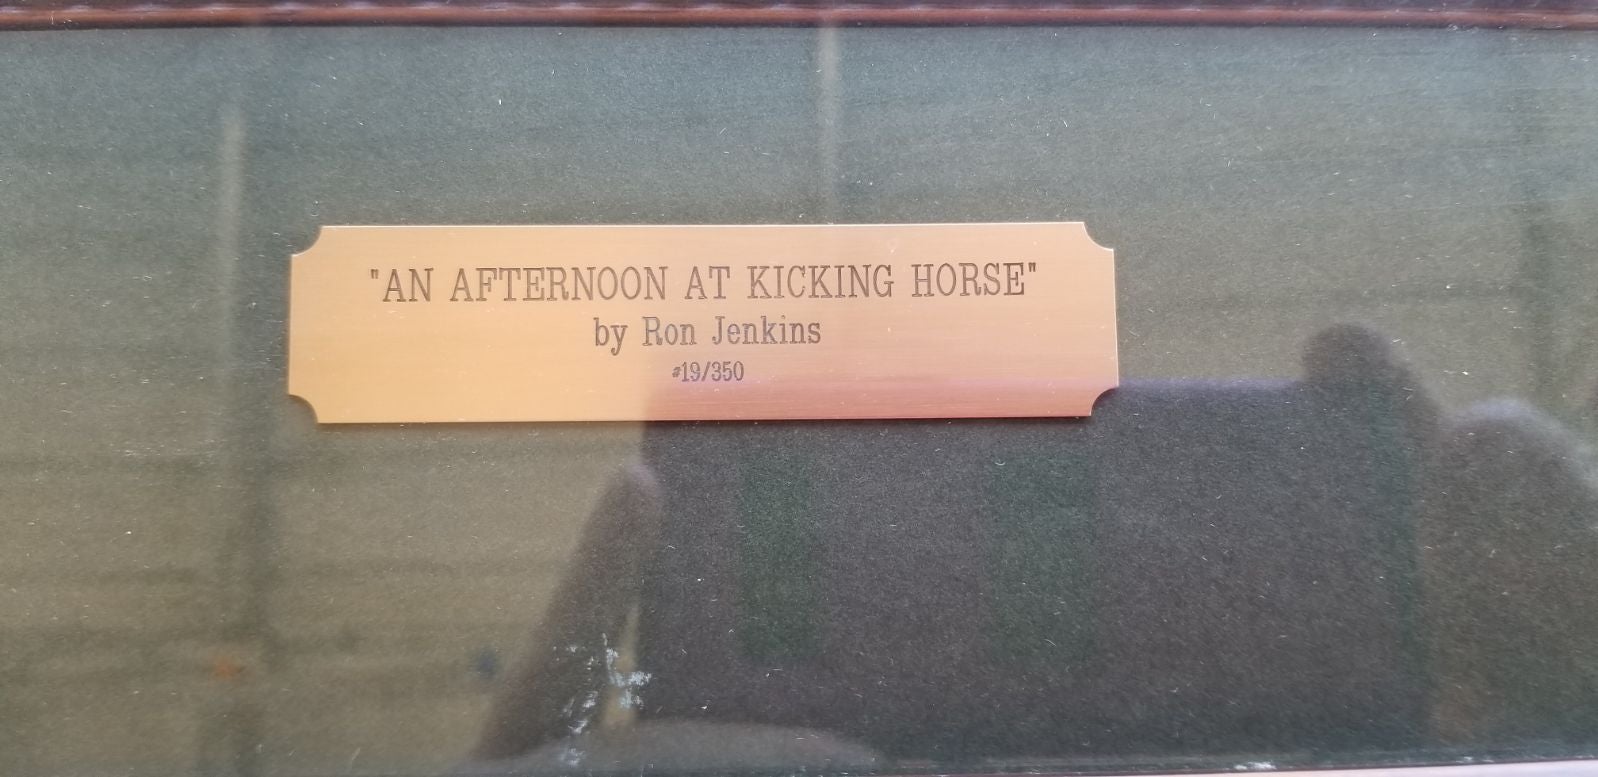 "AN AFTERNOON AT KICKING HORSE"
by Ron Jenkins
#19/350